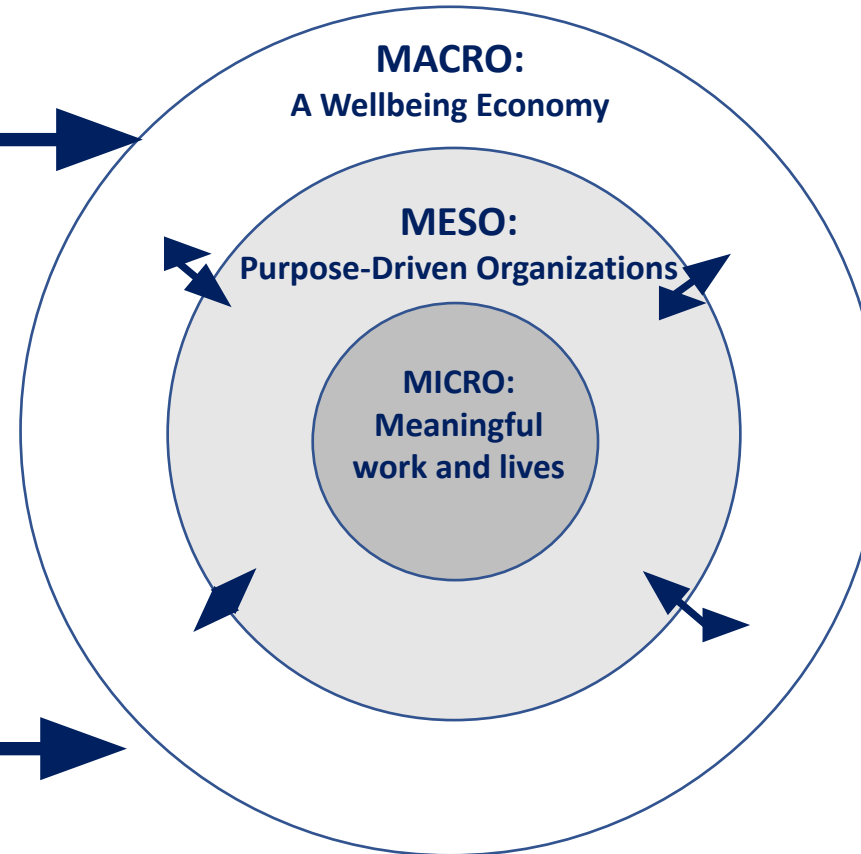 MACRO:
A Wellbeing Economy
MESO:
Purpose-Driven Organizations
MICRO:
Meaningful
work and lives